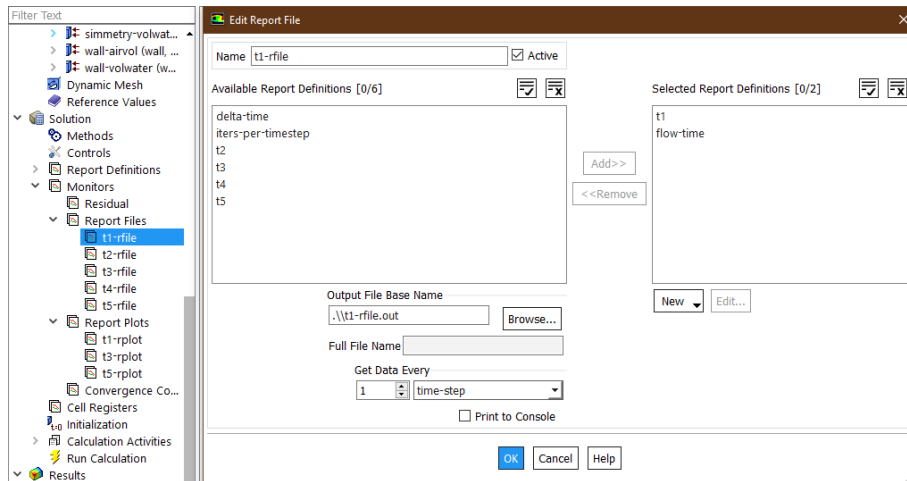 Filter Text
simmetry-volwat...
wall-airvol (wall, ...
wall-volwater (w...
Dynamic Mesh
Reference Values
Solution
Methods
Controls
Report Definitions
Monitors
Residual
Report Files
t1-rfile
t2-rfile
t3-rfile
t4-rfile
t5-rfile
Report Plots
t1-rplot
t3-rplot
t5-rplot
Convergence Co...
Cell Registers
t=0 Initialization
Calculation Activities
Run Calculation
Results
Edit Report File
Name t1-rfile Active
Available Report Definitions [0/6]
delta-time
iters-per-timestep
t2
t3
t4
t5
Add>>
<<Remove
Selected Report Definitions [0/2]
t1
flow-time
New Edit...
Output File Base Name
.\\t1-rfile.out Browse...
Full File Name
Get Data Every
1 time-step
Print to Console
OK Cancel Help